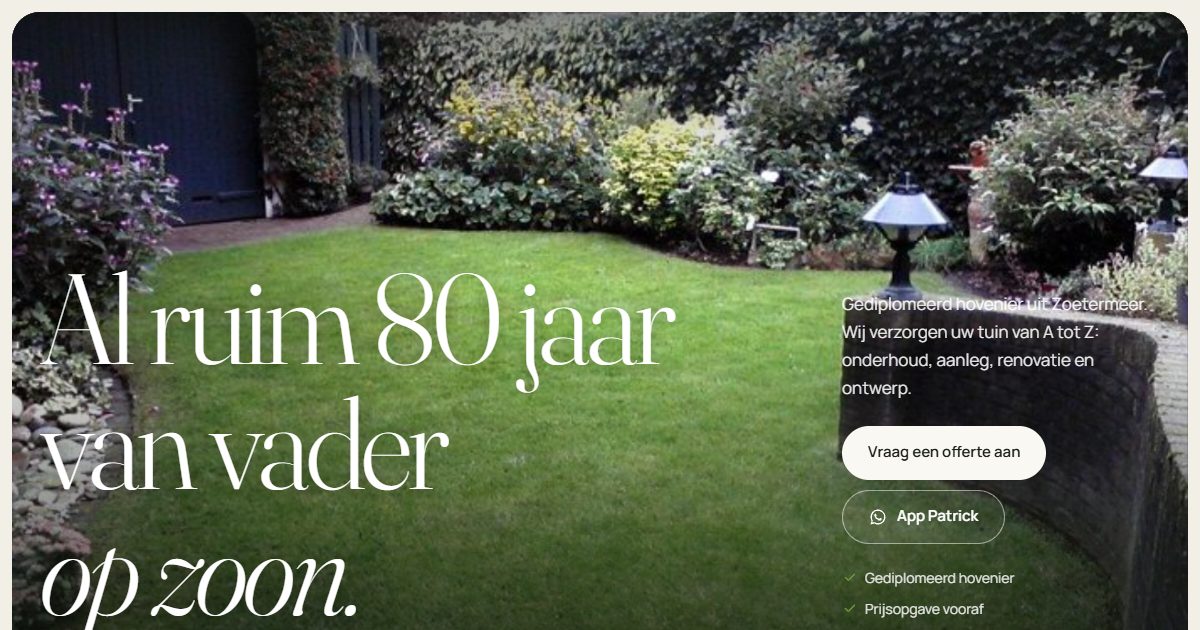 Al ruim 80 jaar
van vader
op zoon.
Gediplomeerd hovenier uit Zoetermeer.
Wij verzorgen uw tuin van A tot Z:
onderhoud, aanleg, renovatie en
ontwerp.
Vraag een offerte aan
App Patrick
Gediplomeerd hovenier
Prijsopgave vooraf